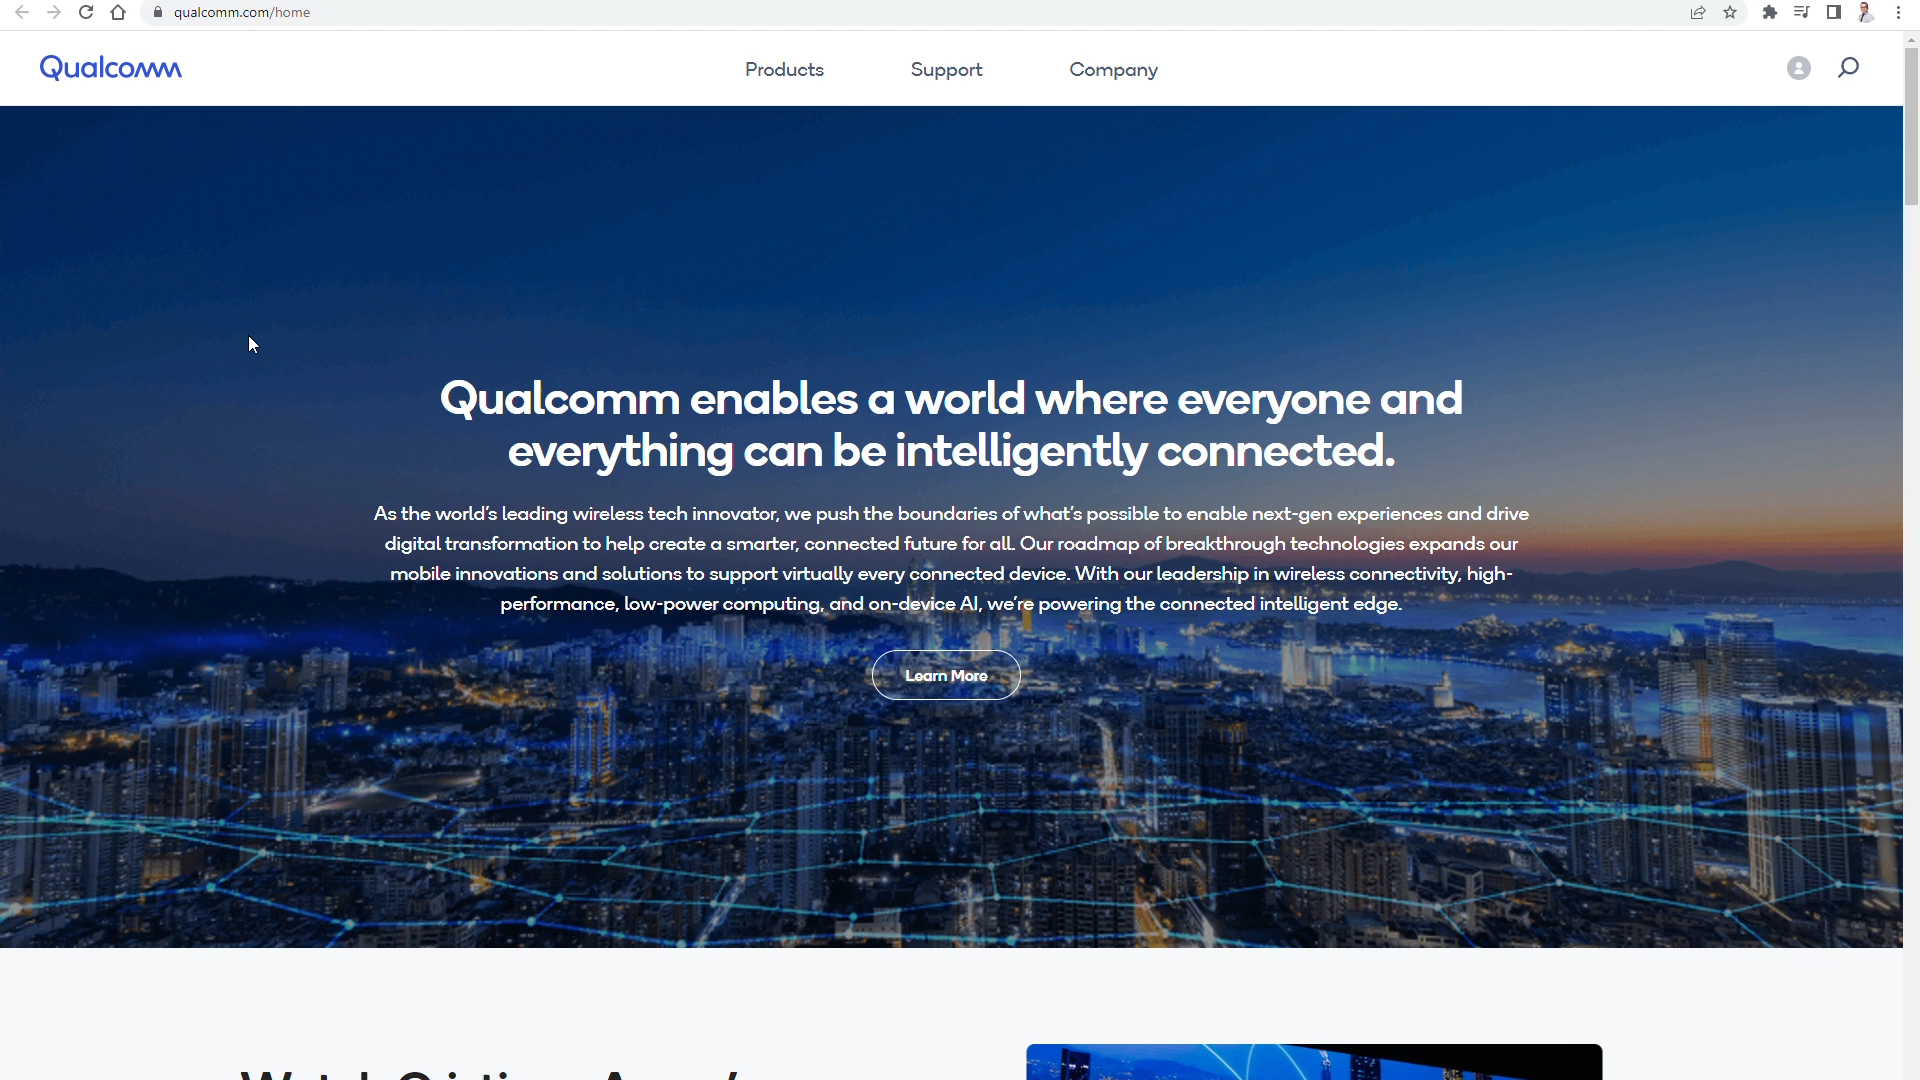 qualcomm.com/home
Qualcomm
Products
Support
Company
Qualcomm enables a world where everyone and
everything can be intelligently connected.
As the world's leading wireless tech innovator, we push the boundaries of what's possible to enable next-gen experiences and drive
digital transformation to help create a smarter, connected future for all. Our roadmap of breakthrough technologies expands our
mobile innovations and solutions to support virtually every connected device. With our leadership in wireless connectivity, high-
performance, low-power computing, and on-device AI, we're powering the connected intelligent edge.
Learn More